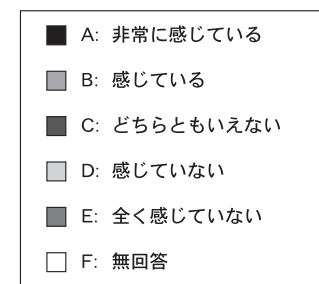 A: 非常に感じている
B: 感じている
C: どちらともいえない
D: 感じていない
E: 全く感じていない
F: 無回答